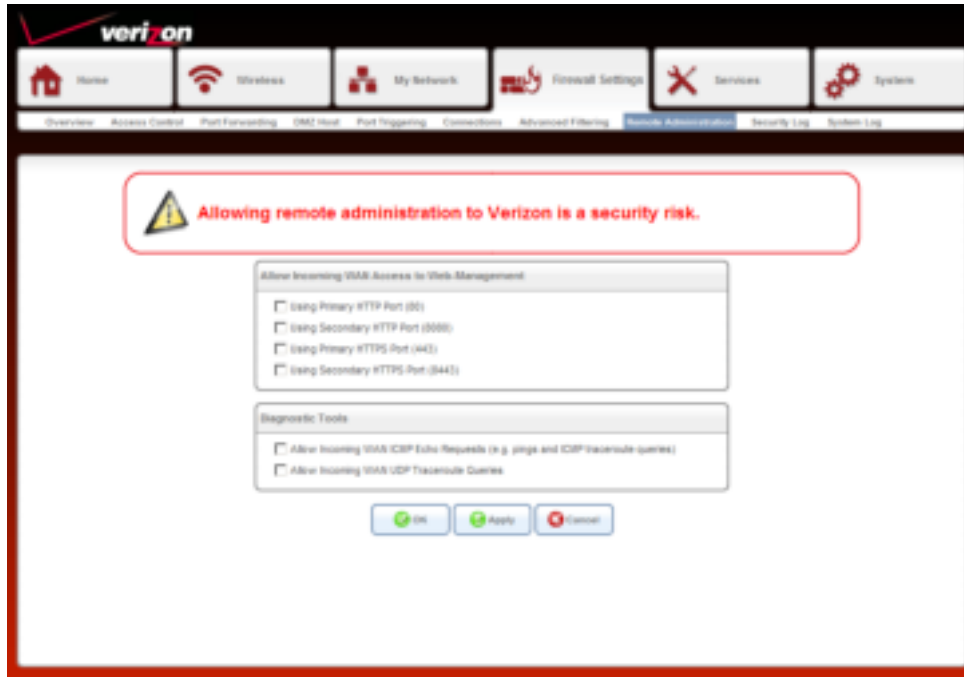 verizon
Home
Wireless
My Network
Firewall Settings
Services
System
Overview Access Control Port Forwarding DMZ Host Port Triggering Connections Advanced Filtering Remote Administration Security Log System Log
Allowing remote administration to Verizon is a security risk.
Allow Incoming WAN Access to Web-Management
Using Primary HTTP Port (80)
Using Secondary HTTP Port (8080)
Using Primary HTTPS Port (443)
Using Secondary HTTPS Port (8443)
Diagnostic Tools
Allow Incoming WAN ICMP Echo Requests (e.g. pings and ICMP traceroute queries)
Allow Incoming WAN UDP Traceroute Queries
OK
Apply
Cancel